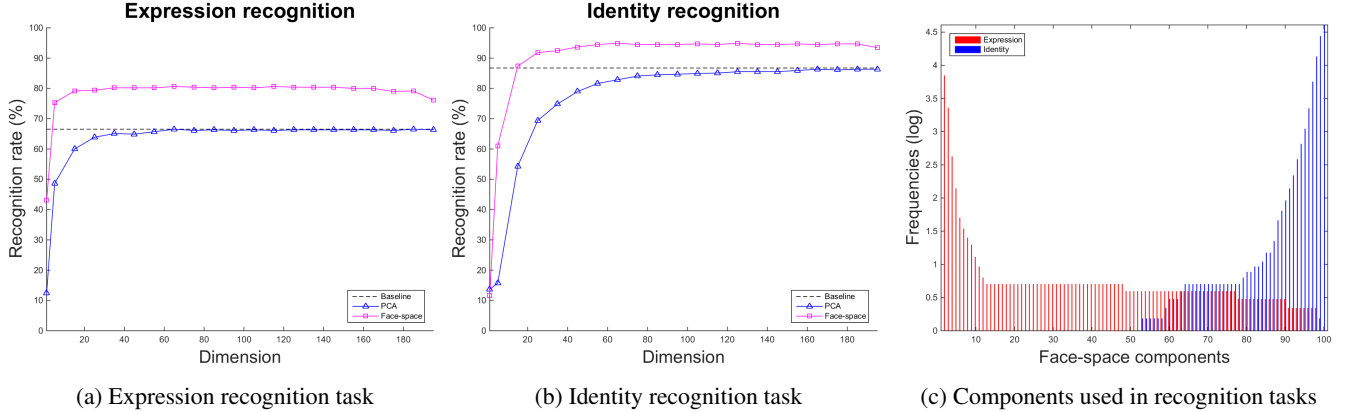 Expression recognition
100
90
80
70
60
50
40
30
20
10
0
Recognition rate (%)
20 40 60 80 100 120 140 160 180
Dimension
Baseline
PCA
Face-space
(a) Expression recognition task
Identity recognition
100
90
80
70
60
50
40
30
20
10
0
Recognition rate (%)
20 40 60 80 100 120 140 160 180
Dimension
Baseline
PCA
Face-space
(b) Identity recognition task
Expression
Identity
4.5
4
3.5
3
2.5
2
1.5
1
0.5
0
Frequencies (log)
10 20 30 40 50 60 70 80 90 100
Face-space components
(c) Components used in recognition tasks